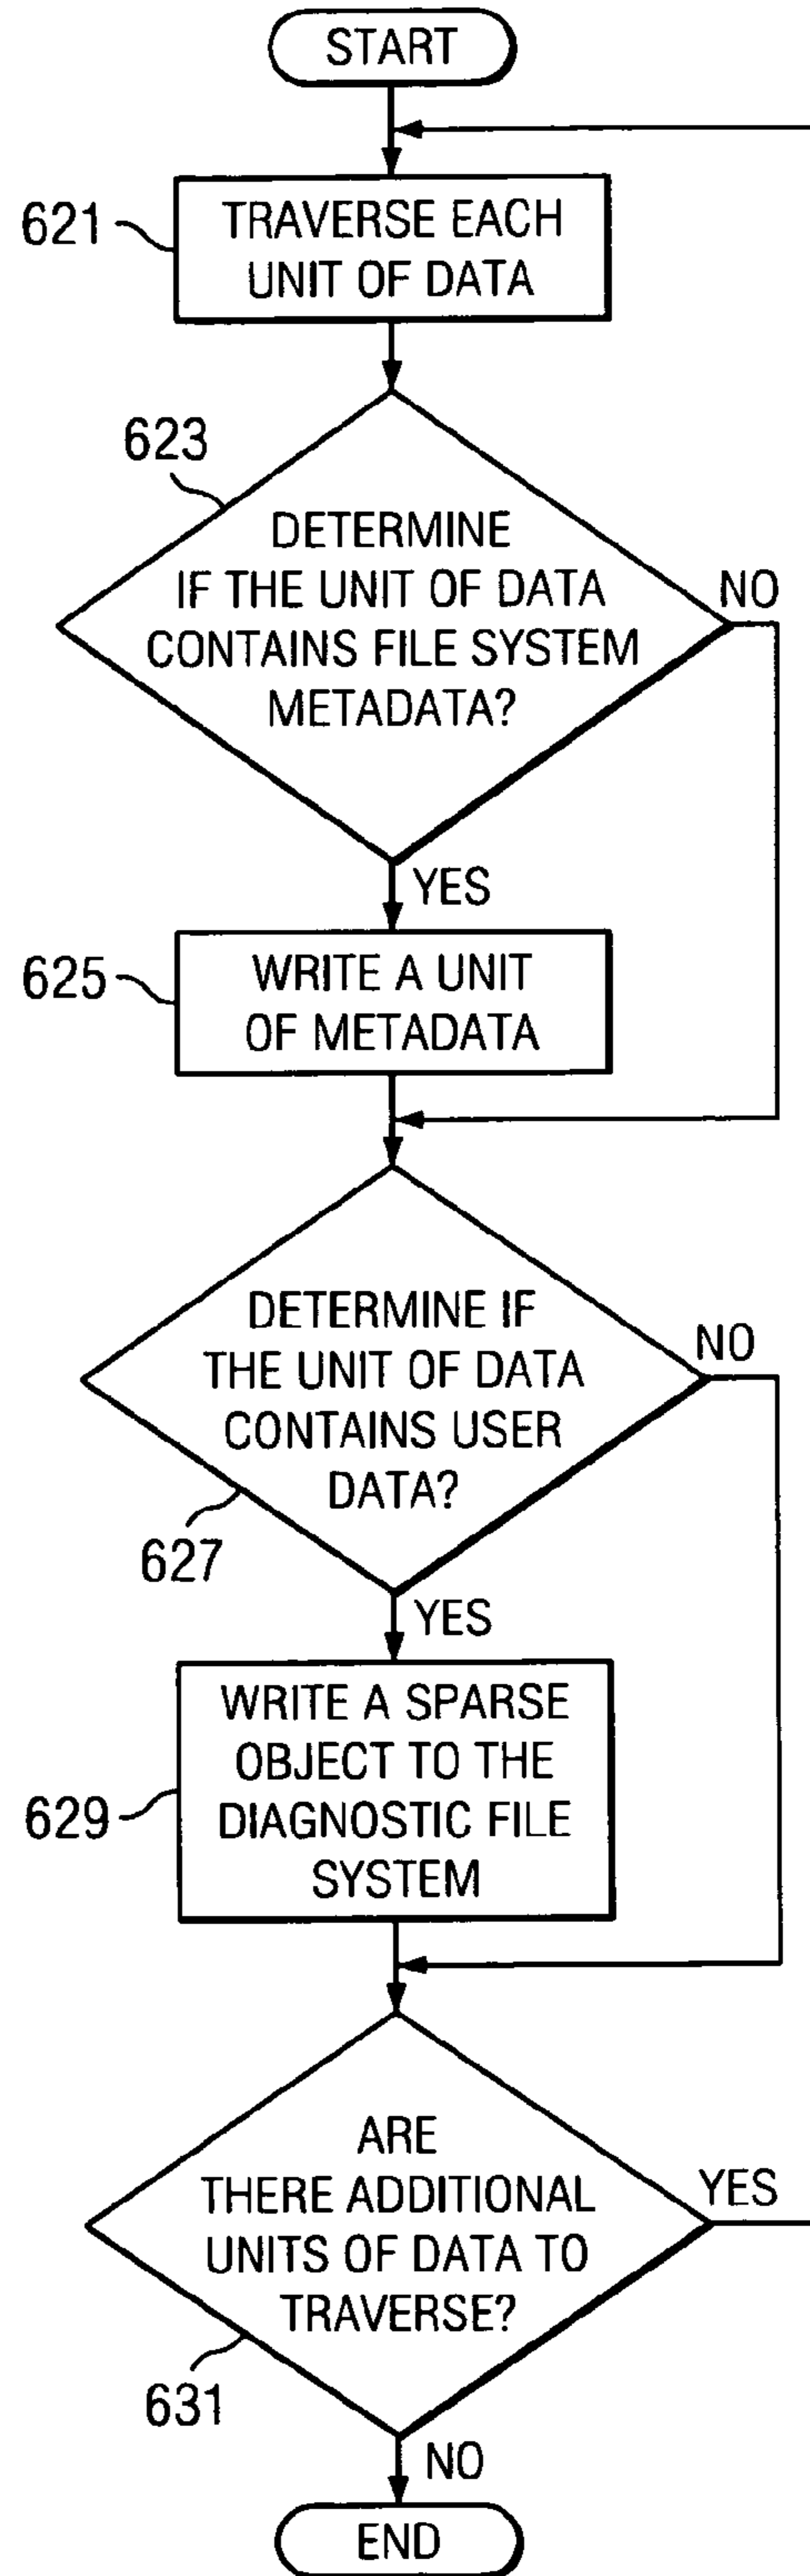 START
621
TRAVERSE EACH
UNIT OF DATA
623
DETERMINE
IF THE UNIT OF DATA
CONTAINS FILE SYSTEM
METADATA?
NO
YES
625
WRITE A UNIT
OF METADATA
DETERMINE IF
THE UNIT OF DATA
CONTAINS USER
DATA?
NO
627
YES
629
WRITE A SPARSE
OBJECT TO THE
DIAGNOSTIC FILE
SYSTEM
ARE
THERE ADDITIONAL
UNITS OF DATA TO
TRAVERSE?
YES
631
NO
END